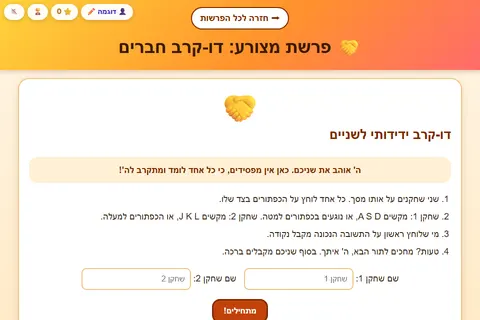 דוגמה
0
חזרה לכל הפרשות
פרשת מצורע: דו-קרב חברים
דו-קרב ידידותי לשניים
ה' אוהב את שניכם. כאן אין מפסידים, כי כל אחד לומד ומתקרב לה'!
1. שני שחקנים על אותו מסך. כל אחד לוחץ על הכפתורים בצד שלו.
2. שחקן 1: מקשים A S D, או נוגעים בכפתורים למטה. שחקן 2: מקשים J K L, או הכפתורים למעלה.
3. מי שלוחץ ראשון על התשובה הנכונה מקבל נקודה.
4. טעות? מחכים לתור הבא, ה' איתך. בסוף שניכם מקבלים ברכה.
שם שחקן 1: שחקן 1 שם שחקן 2: שחקן 2
מתחילים!